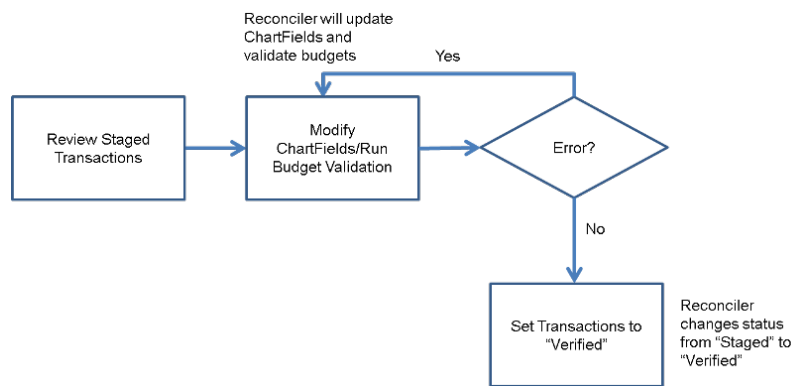 Reconciler will update
ChartFields and
validate budgets
Yes
Review Staged
Transactions
Modify
ChartFields/Run
Budget Validation
Error?
No
Set Transactions to
“Verified”
Reconciler
changes status
from “Staged” to
“Verified”